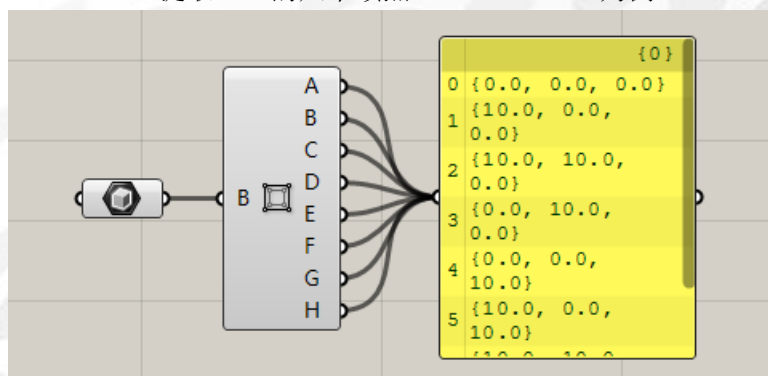 {0}
A
B
C
D
E
F
G
H
B
0 {0.0, 0.0, 0.0}
1 {10.0, 0.0,
0.0}
2 {10.0, 10.0,
0.0}
3 {0.0, 10.0,
0.0}
4 {0.0, 0.0,
10.0}
5 {10.0, 0.0,
10.0}